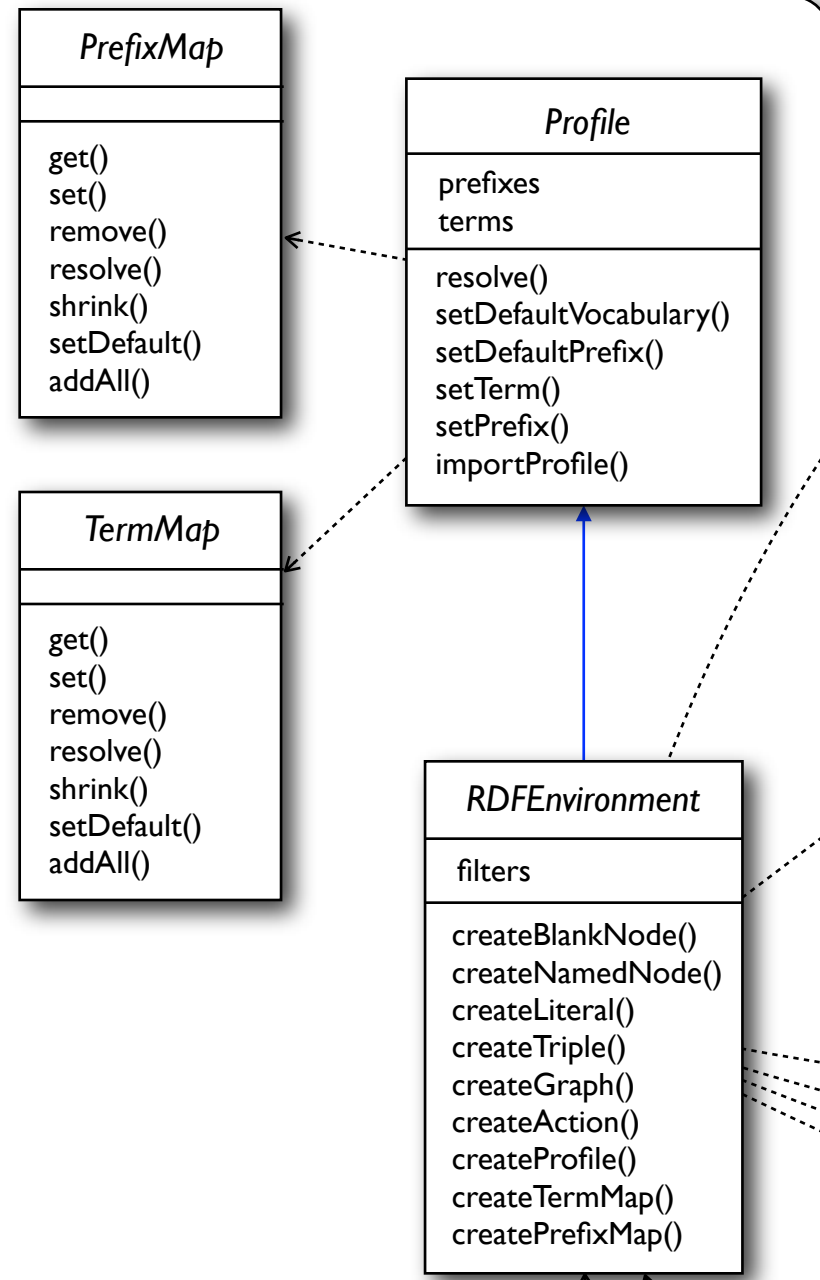 PrefixMap
get()
set()
remove()
resolve()
shrink()
setDefault()
addAll()
Profile
prefixes
terms
resolve()
setDefaultVocabulary()
setDefaultPrefix()
setTerm()
setPrefix()
importProfile()
TermMap
get()
set()
remove()
resolve()
shrink()
setDefault()
addAll()
RDFEnvironment
filters
createBlankNode()
createNamedNode()
createLiteral()
createTriple()
createGraph()
createAction()
createProfile()
createTermMap()
createPrefixMap()